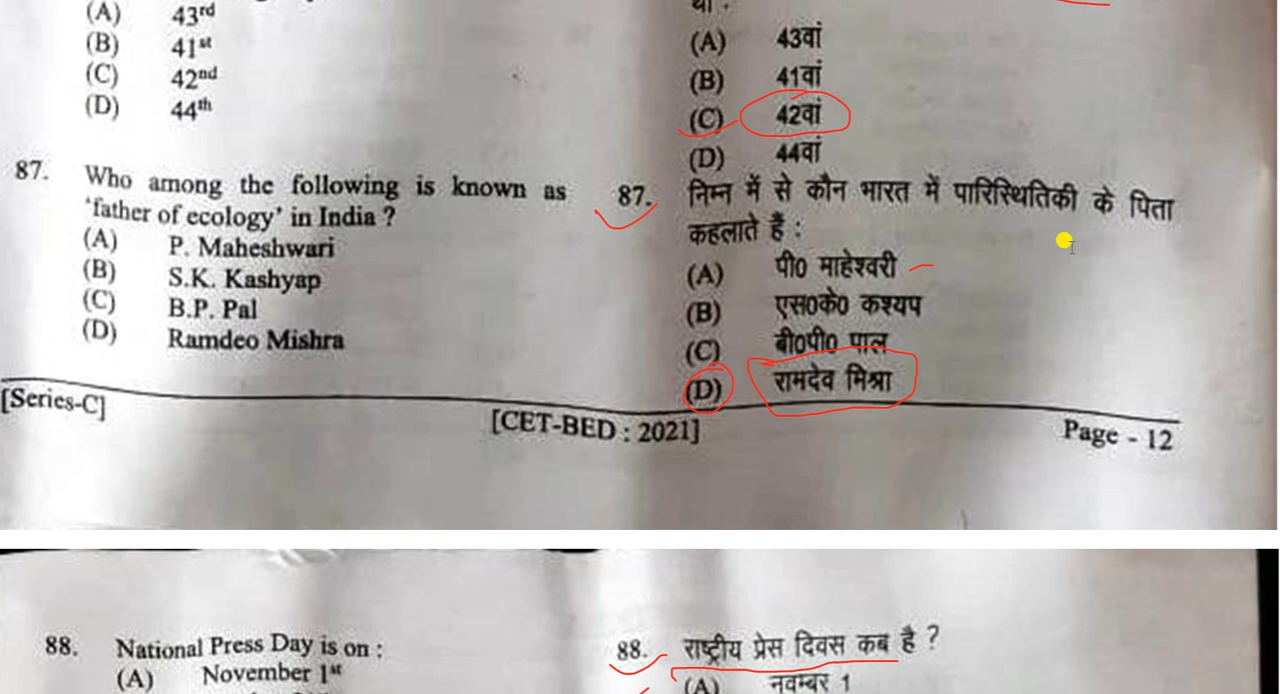 (A) 43rd
(B) 41st
(C) 42nd
(D) 44th
87. Who among the following is known as
'father of ecology' in India ?
(A) P. Maheshwari
(B) S.K. Kashyap
(C) B.P. Pal
(D) Ramdeo Mishra
था :
(A) 43वां
(B) 41वां
(C) 42वां
(D) 44वां
87. निम्न में से कौन भारत में पारिस्थितिकी के पिता
कहलाते हैं :
(A) पी0 माहेश्वरी
(B) एस0के0 कश्यप
(C) बी0पी0 पाल
(D) रामदेव मिश्रा
[Series-C] [CET-BED : 2021] Page - 12
88. National Press Day is on :
(A) November 1st
88. राष्ट्रीय प्रेस दिवस कब है ?
(A) नवम्बर 1